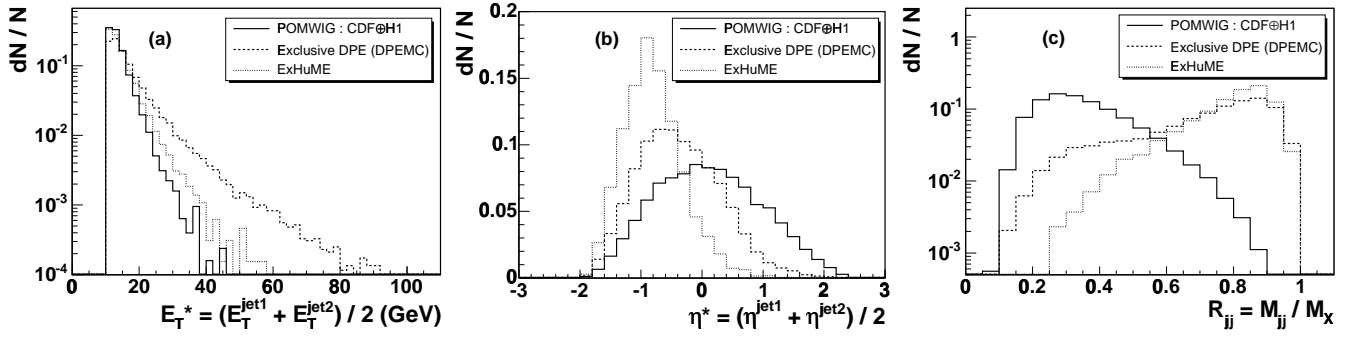 dN / N
10⁻¹
10⁻²
10⁻³
10⁻⁴
0 20 40 60 80 100
E_T* = (E_T^jet1 + E_T^jet2) / 2 (GeV)
(a)
POMWIG : CDF⊕H1
Exclusive DPE (DPEMC)
ExHuME
dN / N
0.2
0.15
0.1
0.05
0
-3 -2 -1 0 1 2 3
η* = (η^jet1 + η^jet2) / 2
(b)
POMWIG : CDF⊕H1
Exclusive DPE (DPEMC)
ExHuME
dN / N
1
10⁻¹
10⁻²
10⁻³
0 0.2 0.4 0.6 0.8 1
R_jj = M_jj / M_X
(c)
POMWIG : CDF⊕H1
Exclusive DPE (DPEMC)
ExHuME